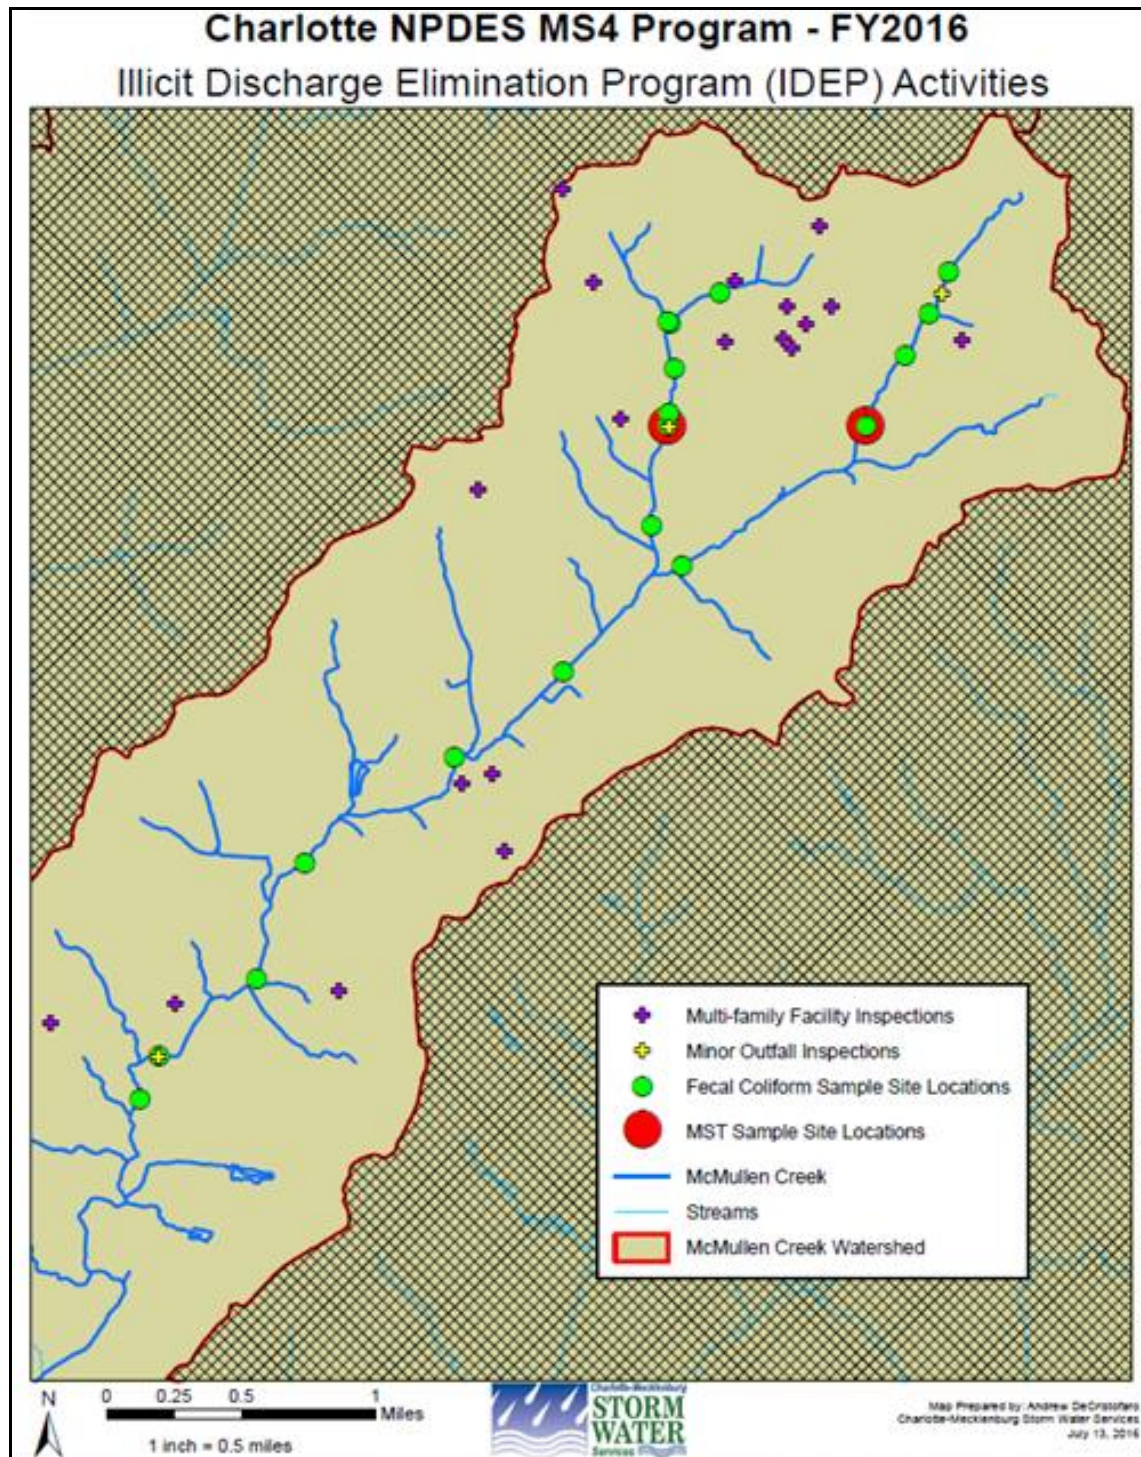 Charlotte NPDES MS4 Program - FY2016
Illicit Discharge Elimination Program (IDEP) Activities
Multi-family Facility Inspections
Minor Outfall Inspections
Fecal Coliform Sample Site Locations
MST Sample Site Locations
McMullen Creek
Streams
McMullen Creek Watershed
N
0 0.25 0.5 1
Miles
1 inch = 0.5 miles
Charlotte-Mecklenburg
STORM
WATER
Services
Map Prepared by: Andrew DeCristofaro
Charlotte-Mecklenburg Storm Water Services
July 13, 2016